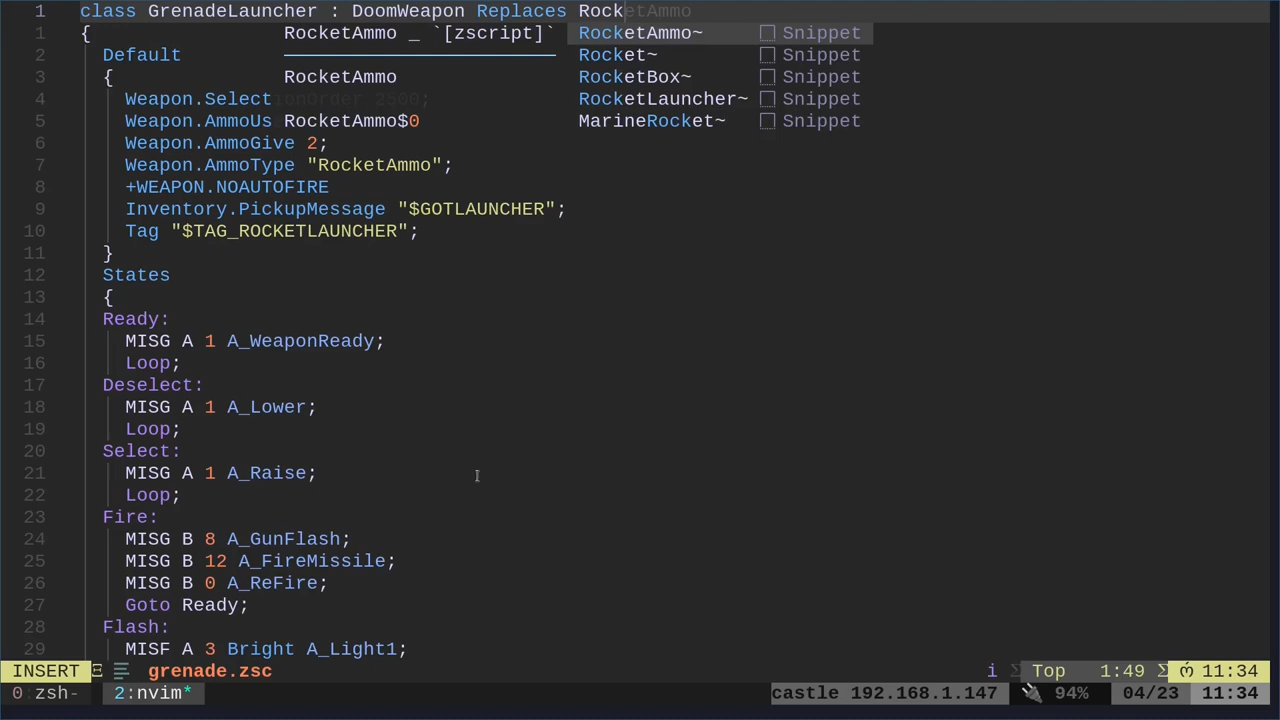 1 class GrenadeLauncher : DoomWeapon Replaces RocketAmmo
1 { RocketAmmo _ `[zscript]` RocketAmmo~ Snippet
2 Default Rocket~ Snippet
3 { RocketAmmo RocketBox~ Snippet
4 Weapon.SelectionOrder 2500; RocketLauncher~ Snippet
5 Weapon.AmmoUs RocketAmmo$0 MarineRocket~ Snippet
6 Weapon.AmmoGive 2;
7 Weapon.AmmoType "RocketAmmo";
8 +WEAPON.NOAUTOFIRE
9 Inventory.PickupMessage "$GOTLAUNCHER";
10 Tag "$TAG_ROCKETLAUNCHER";
11 }
12 States
13 {
14 Ready:
15 MISG A 1 A_WeaponReady;
16 Loop;
17 Deselect:
18 MISG A 1 A_Lower;
19 Loop;
20 Select:
21 MISG A 1 A_Raise;
22 Loop;
23 Fire:
24 MISG B 8 A_GunFlash;
25 MISG B 12 A_FireMissile;
26 MISG B 0 A_ReFire;
27 Goto Ready;
28 Flash:
29 MISF A 3 Bright A_Light1;
INSERT grenade.zsc i Top 1:49 11:34
0:zsh- 2:nvim* castle 192.168.1.147 94% 04/23 11:34